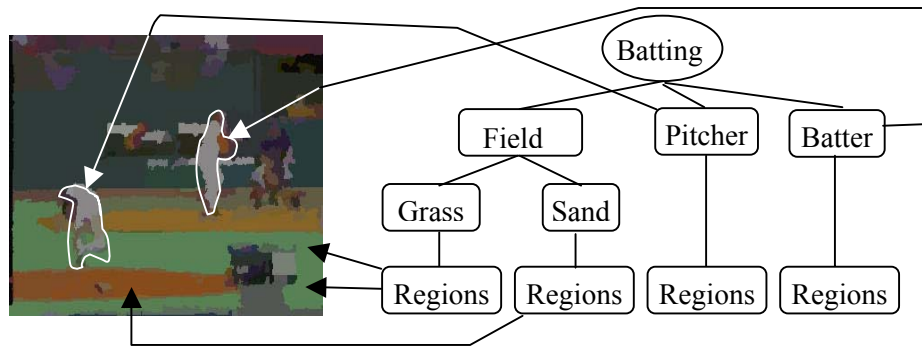 Batting
Field Pitcher Batter
Grass Sand
Regions Regions Regions Regions